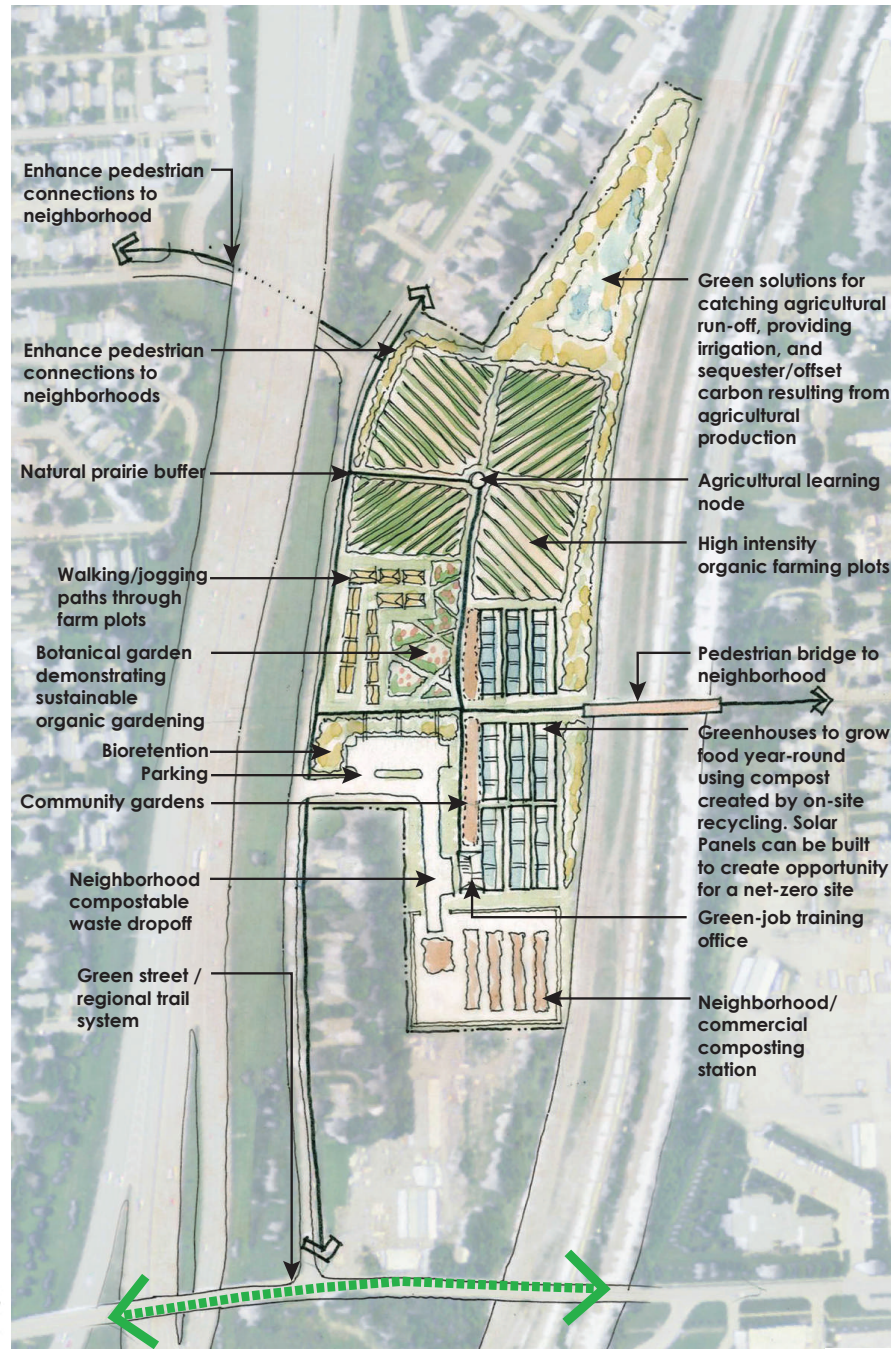 Enhance pedestrian
connections to
neighborhood
Enhance pedestrian
connections to
neighborhoods
Natural prairie buffer
Walking/jogging
paths through
farm plots
Botanical garden
demonstrating
sustainable
organic gardening
Bioretention
Parking
Community gardens
Neighborhood
compostable
waste dropoff
Green street /
regional trail
system
Green solutions for
catching agricultural
run-off, providing
irrigation, and
sequester/offset
carbon resulting from
agricultural
production
Agricultural learning
node
High intensity
organic farming plots
Pedestrian bridge to
neighborhood
Greenhouses to grow
food year-round
using compost
created by on-site
recycling. Solar
Panels can be built
to create opportunity
for a net-zero site
Green-job training
office
Neighborhood/
commercial
composting
station